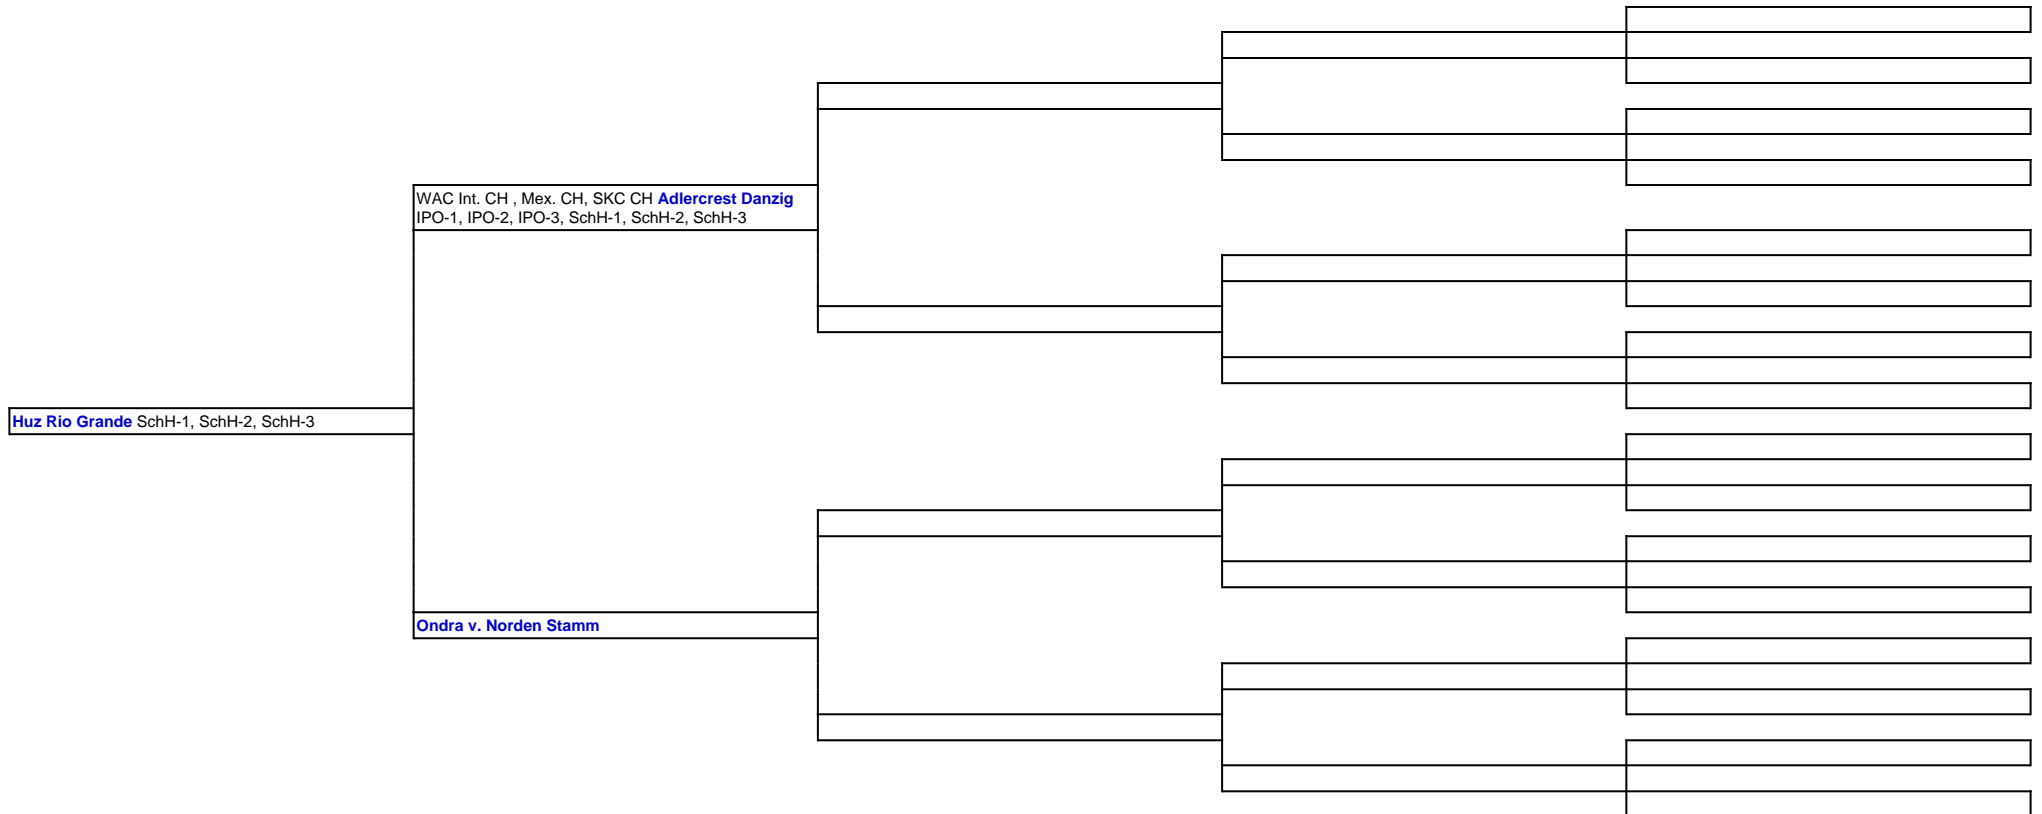 WAC Int. CH , Mex. CH, SKC CH Adlercrest Danzig
IPO-1, IPO-2, IPO-3, SchH-1, SchH-2, SchH-3
Huz Rio Grande SchH-1, SchH-2, SchH-3
Ondra v. Norden Stamm